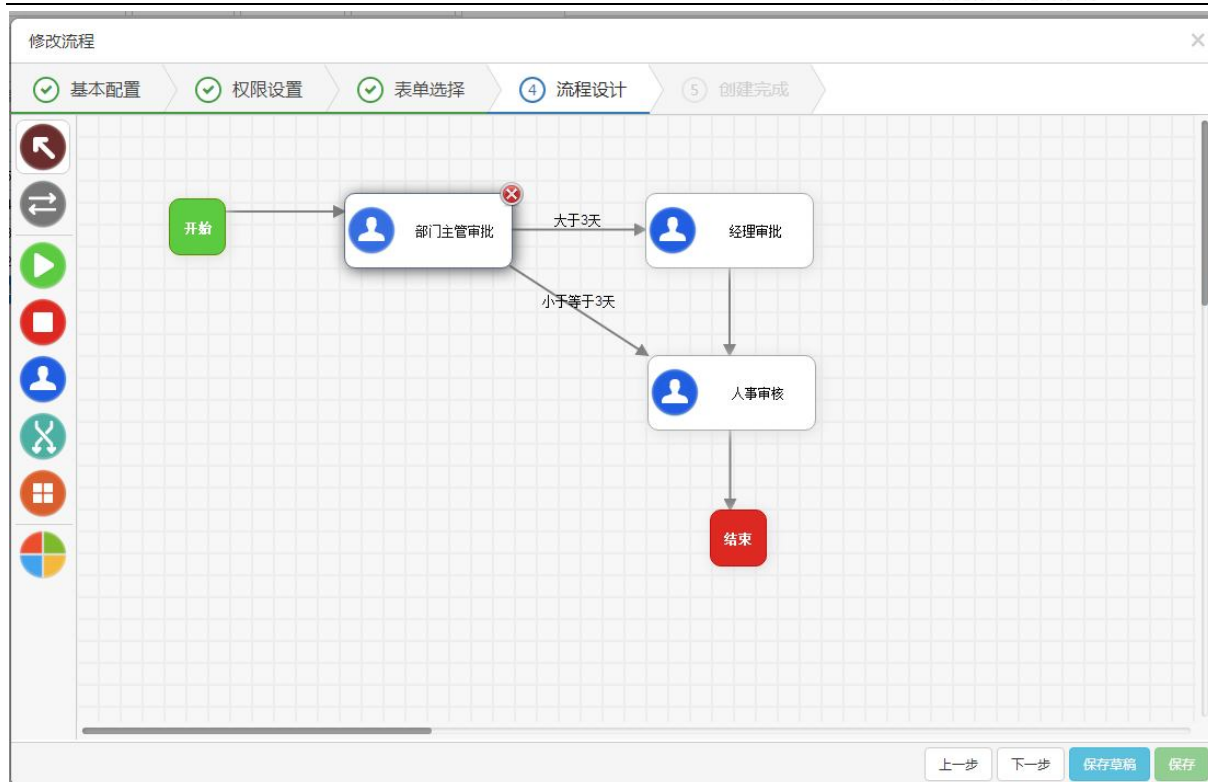 修改流程
基本配置
权限设置
表单选择
4 流程设计
5 创建完成
开始
部门主管审批
大于3天
经理审批
小于等于3天
人事审核
结束
上一步
下一步
保存草稿
保存